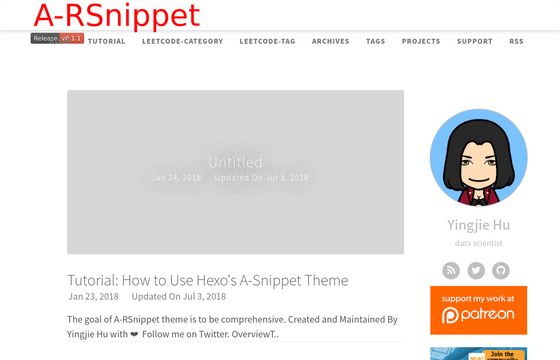 A-RSnippet
Release v0.1.1 TUTORIAL LEETCODE-CATEGORY LEETCODE-TAG ARCHIVES TAGS PROJECTS SUPPORT RSS
Untitled
Jan 24, 2018 Updated On Jul 3, 2018
Yingjie Hu
data scientist
support my work at
patreon
Join the
Tutorial: How to Use Hexo's A-Snippet Theme
Jan 23, 2018 Updated On Jul 3, 2018
The goal of A-RSnippet theme is to be comprehensive. Created and Maintained By
Yingjie Hu with ❤ Follow me on Twitter. OverviewT..